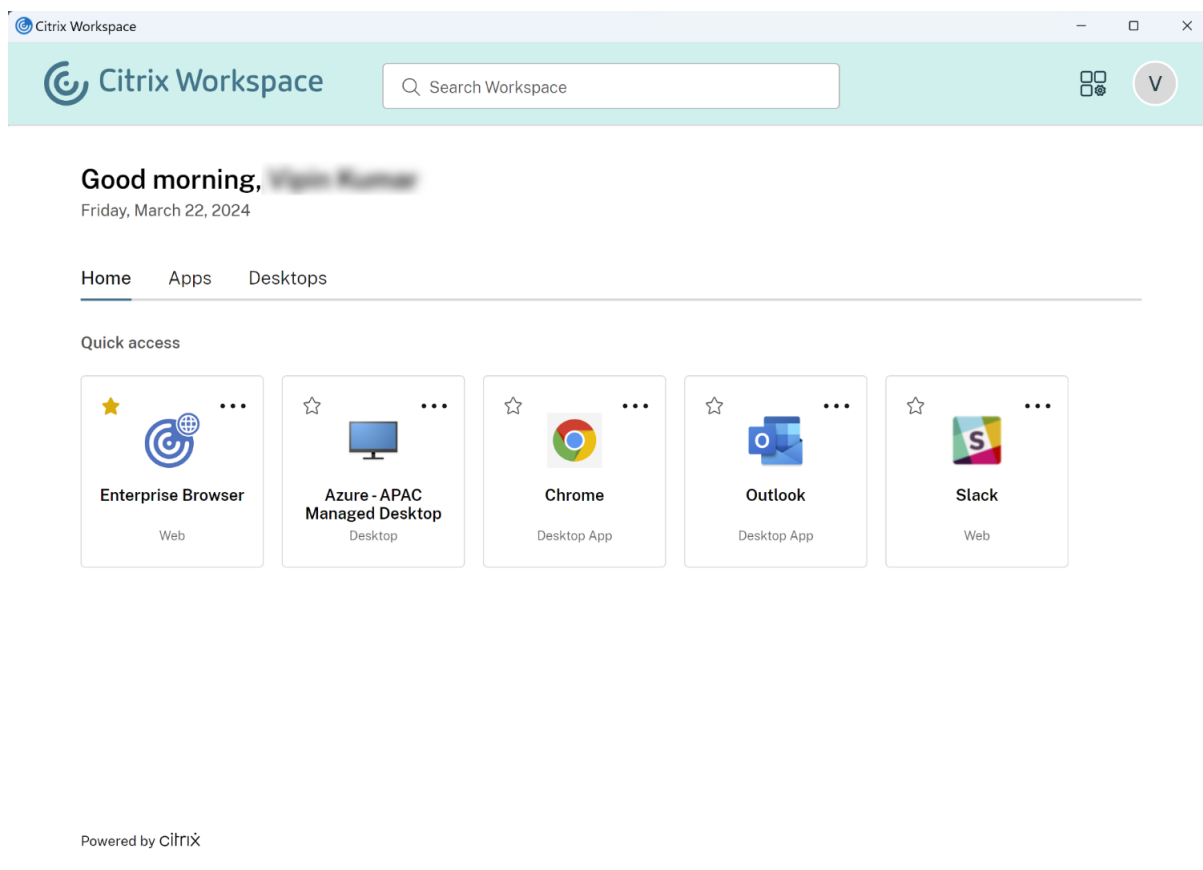 Citrix Workspace
Citrix Workspace
Search Workspace
V
Good morning,
Friday, March 22, 2024
Home Apps Desktops
Quick access
Enterprise Browser
Web
Azure - APAC
Managed Desktop
Desktop
Chrome
Desktop App
O
Outlook
Desktop App
S
Slack
Web
Powered by citrix